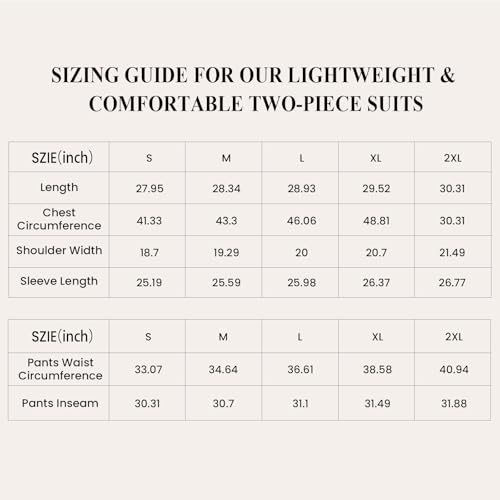 SIZING GUIDE FOR OUR LIGHTWEIGHT &
COMFORTABLE TWO-PIECE SUITS
SZIE(inch) S M L XL 2XL
Length 27.95 28.34 28.93 29.52 30.31
Chest
Circumference 41.33 43.3 46.06 48.81 30.31
Shoulder Width 18.7 19.29 20 20.7 21.49
Sleeve Length 25.19 25.59 25.98 26.37 26.77
SZIE(inch) S M L XL 2XL
Pants Waist
Circumference 33.07 34.64 36.61 38.58 40.94
Pants Inseam 30.31 30.7 31.1 31.49 31.88